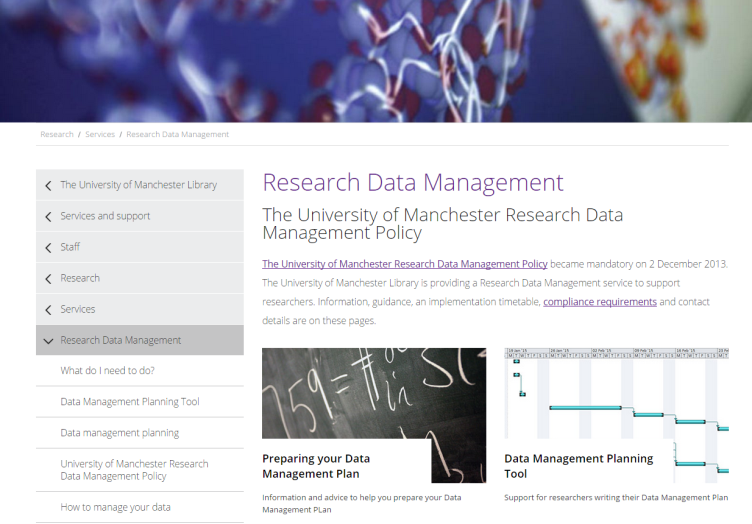 Research / Services / Research Data Management
The University of Manchester Library
Services and support
Staff
Research
Services
Research Data Management
What do I need to do?
Data Management Planning Tool
Data management planning
University of Manchester Research
Data Management Policy
How to manage your data
Research Data Management
The University of Manchester Research Data
Management Policy
The University of Manchester Research Data Management Policy became mandatory on 2 December 2013.
The University of Manchester Library is providing a Research Data Management service to support
researchers. Information, guidance, an implementation timetable, compliance requirements and contact
details are on these pages.
Preparing your Data
Management Plan
Information and advice to help you prepare your Data
Management PLan
Data Management Planning
Tool
Support for researchers writing their Data Management Plan